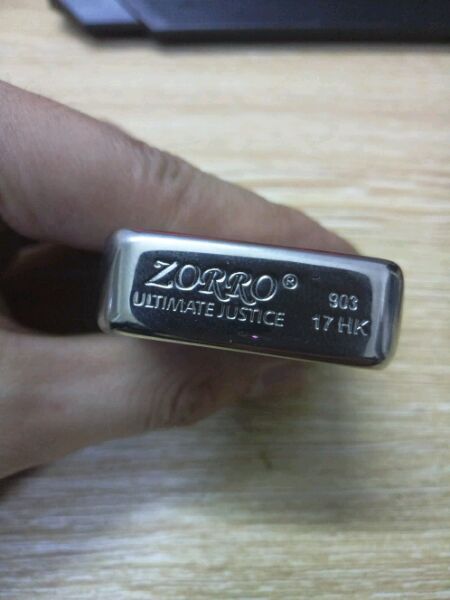 ZORRO®
ULTIMATE JUSTICE
903
17 HK